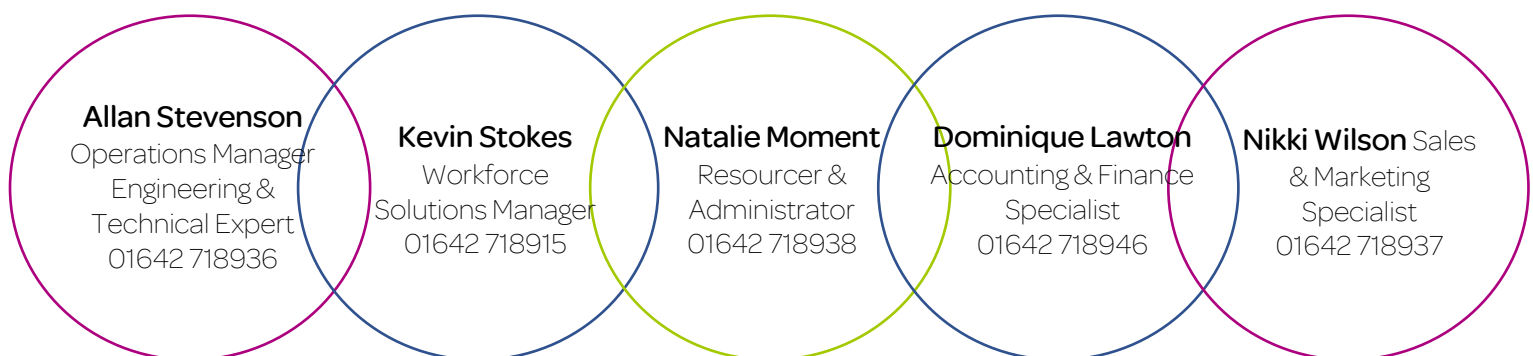 Allan Stevenson
Operations Manager
Engineering &
Technical Expert
01642 718936
Kevin Stokes
Workforce
Solutions Manager
01642 718915
Natalie Moment
Resourcer &
Administrator
01642 718938
Dominique Lawton
Accounting & Finance
Specialist
01642 718946
Nikki Wilson Sales
& Marketing
Specialist
01642 718937